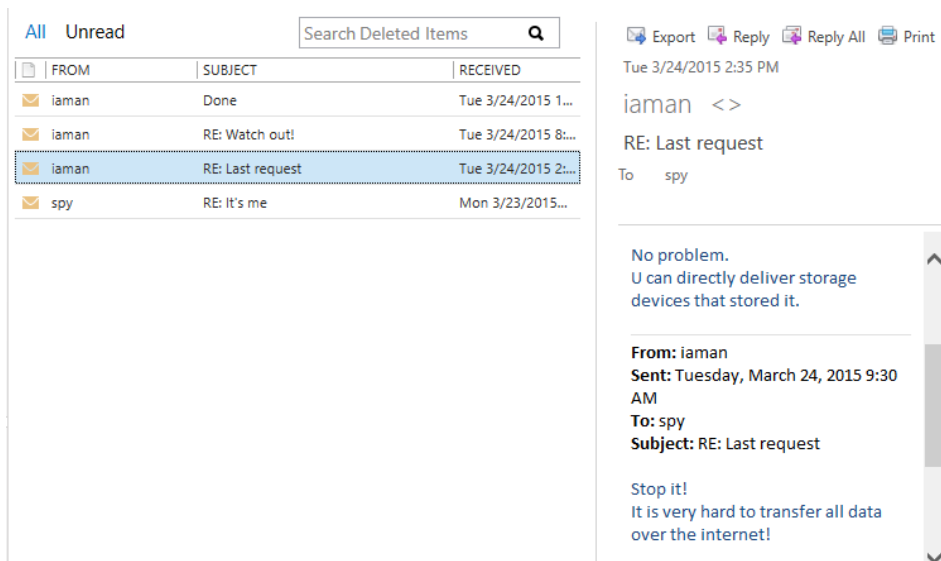 All Unread
Search Deleted Items
FROM SUBJECT RECEIVED
iaman Done Tue 3/24/2015 1...
iaman RE: Watch out! Tue 3/24/2015 8:...
iaman RE: Last request Tue 3/24/2015 2:...
spy RE: It's me Mon 3/23/2015...
Export Reply Reply All Print
Tue 3/24/2015 2:35 PM
iaman <>
RE: Last request
To spy
No problem.
U can directly deliver storage
devices that stored it.
From: iaman
Sent: Tuesday, March 24, 2015 9:30
AM
To: spy
Subject: RE: Last request
Stop it!
It is very hard to transfer all data
over the internet!